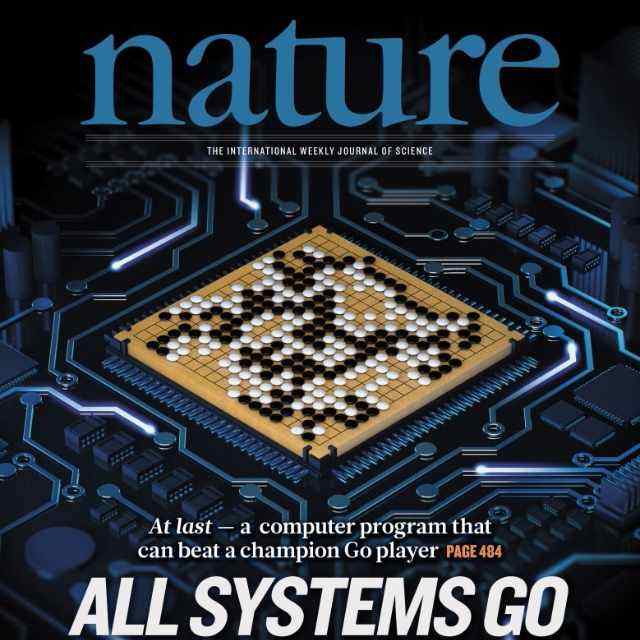 nature
THE INTERNATIONAL WEEKLY JOURNAL OF SCIENCE
At last — a computer program that
can beat a champion Go player PAGE 484
ALL SYSTEMS GO